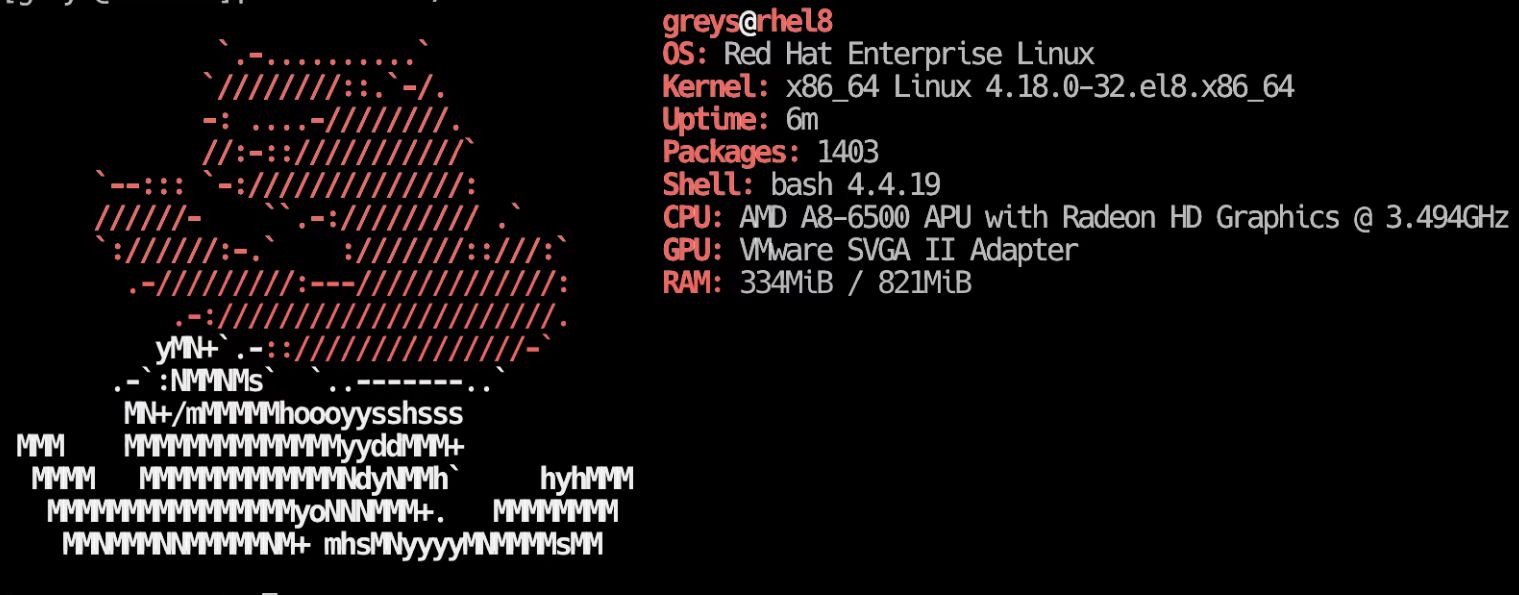 greys@rhel8
OS: Red Hat Enterprise Linux
Kernel: x86_64 Linux 4.18.0-32.el8.x86_64
Uptime: 6m
Packages: 1403
Shell: bash 4.4.19
CPU: AMD A8-6500 APU with Radeon HD Graphics @ 3.494GHz
GPU: VMware SVGA II Adapter
RAM: 334MiB / 821MiB